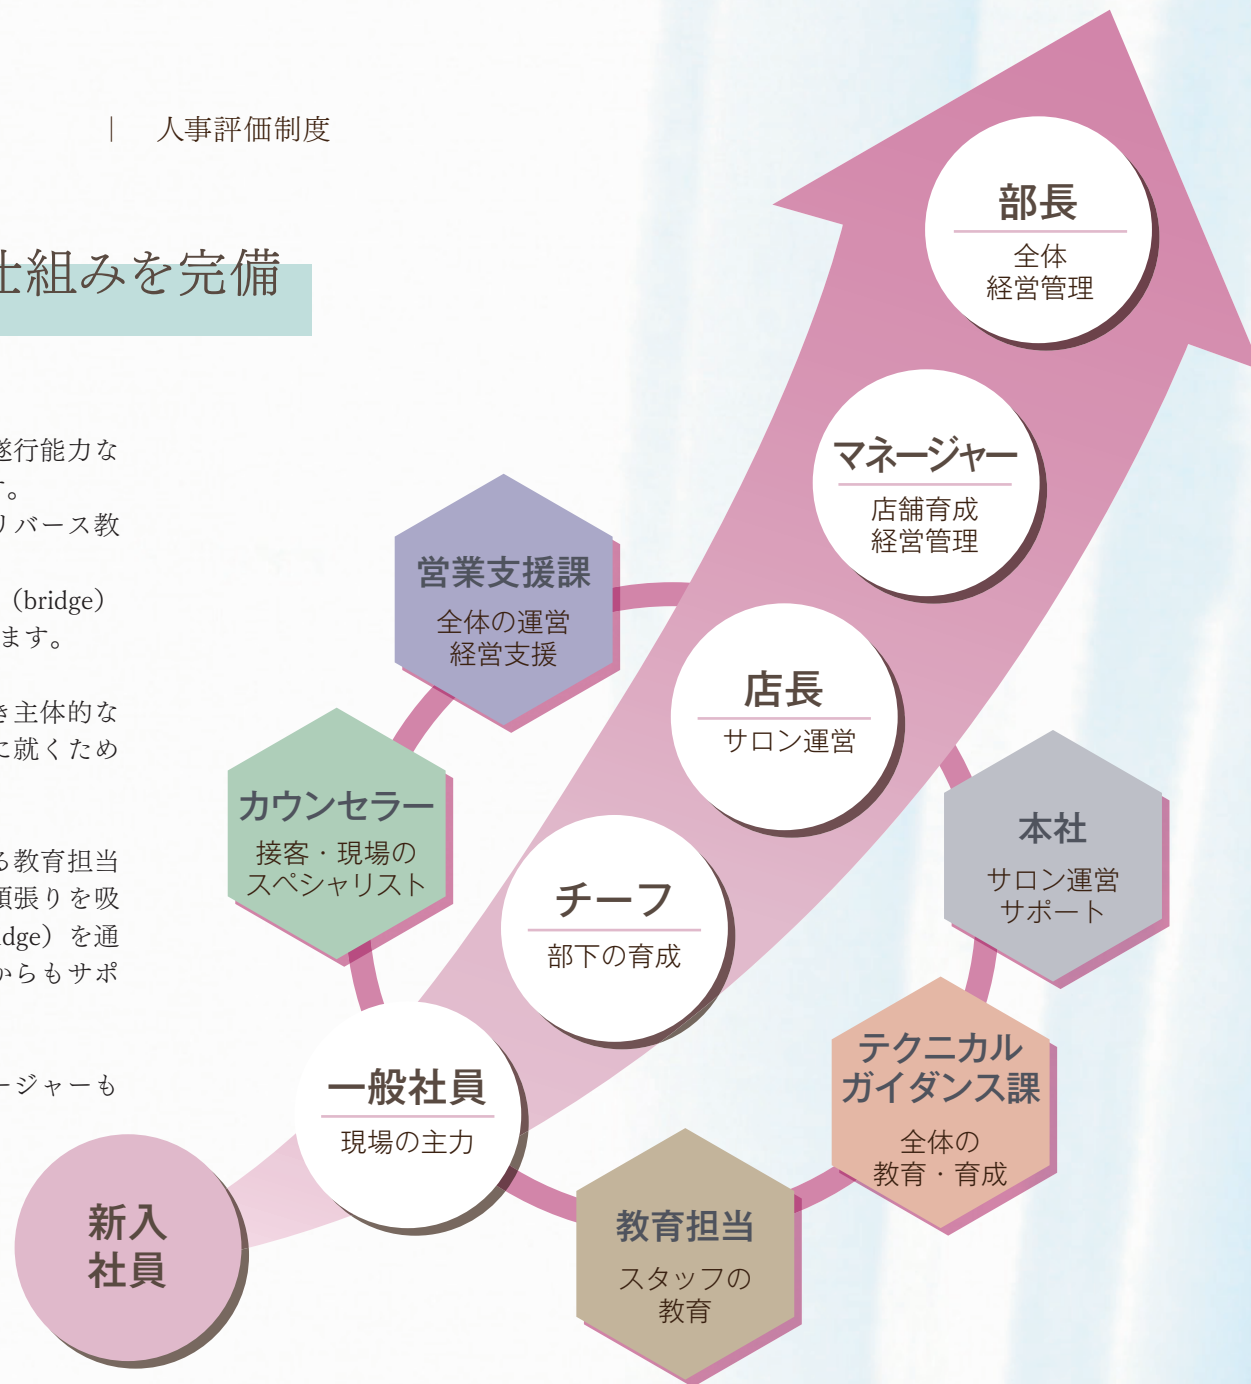 ｜　人事評価制度
仕組みを完備
遂行能力な
す。
リバース教
（bridge）
ます。
き主体的な
に就くため
る教育担当
頑張りを吸
idge）を通
からもサポ
ージャーも
部長
全体
経営管理
マネージャー
店舗育成
経営管理
店長
サロン運営
チーフ
部下の育成
一般社員
現場の主力
新入
社員
営業支援課
全体の運営
経営支援
カウンセラー
接客・現場の
スペシャリスト
本社
サロン運営
サポート
テクニカル
ガイダンス課
全体の
教育・育成
教育担当
スタッフの
教育